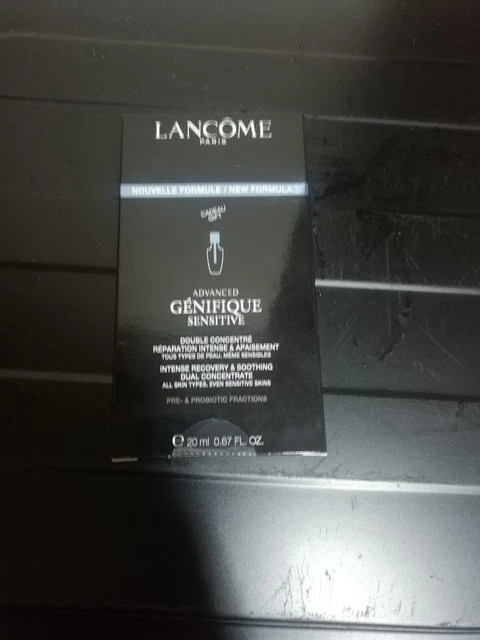 LANCÔME
PARIS
NOUVELLE FORMULE / NEW FORMULA
CADEAU
GIFT
ADVANCED
GÉNIFIQUE
SENSITIVE
DOUBLE CONCENTRÉ
RÉPARATION INTENSE & APAISEMENT
TOUS TYPES DE PEAU, MÊME SENSIBLES
INTENSE RECOVERY & SOOTHING
DUAL CONCENTRATE
ALL SKIN TYPES, EVEN SENSITIVE SKINS
PRE- & PROBIOTIC FRACTIONS
℮ 20 ml 0.67 FL. OZ.